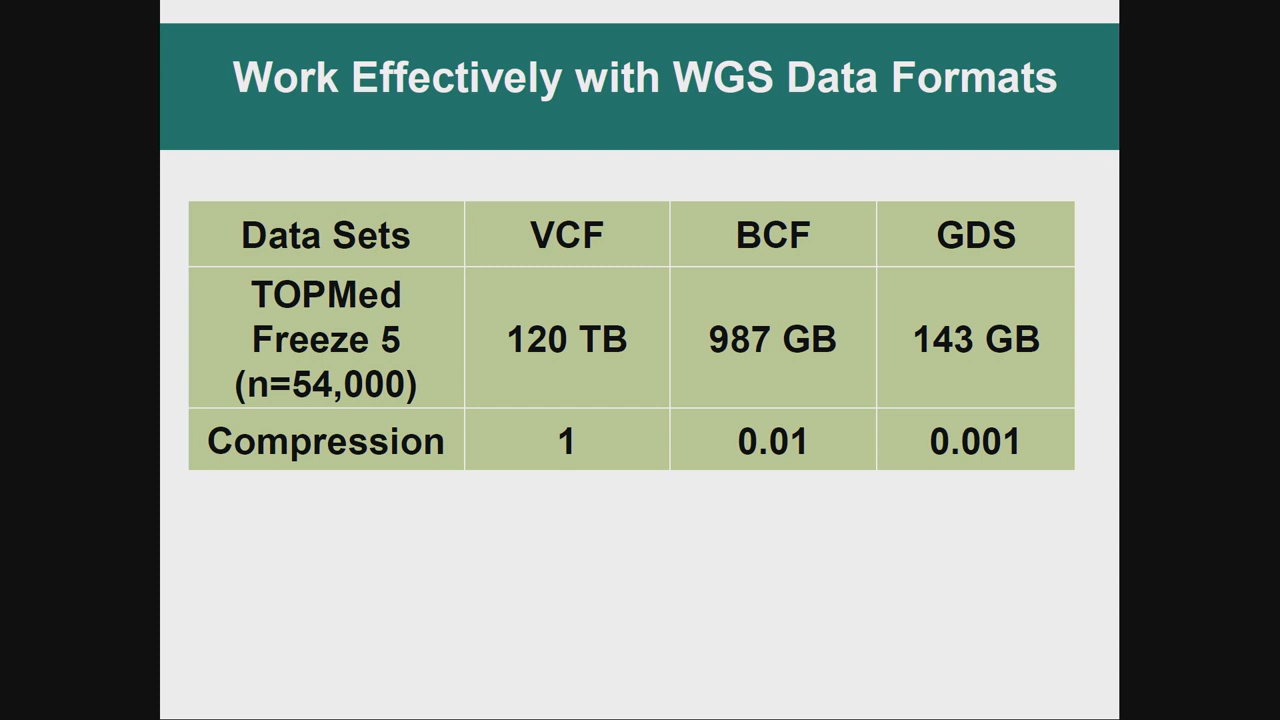 Work Effectively with WGS Data Formats
Data Sets VCF BCF GDS
TOPMed
Freeze 5 120 TB 987 GB 143 GB
(n=54,000)
Compression 1 0.01 0.001